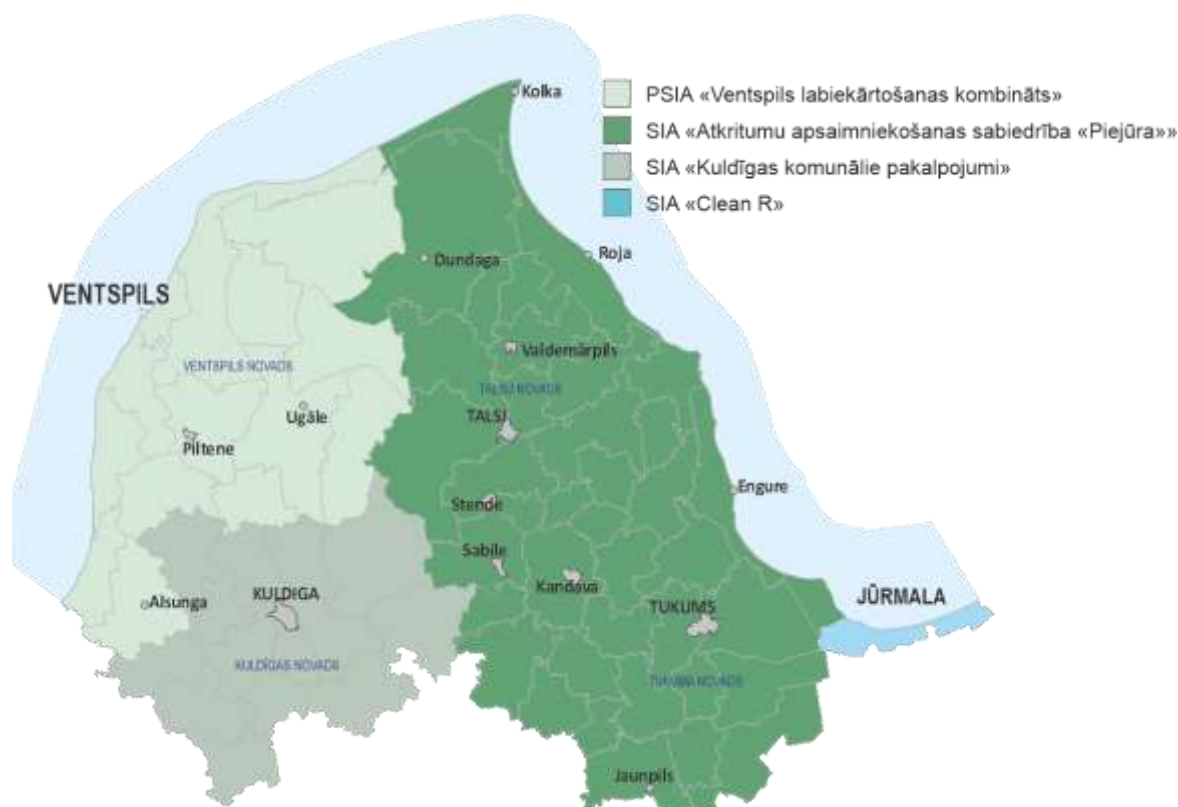 Kolka
PSIA «Ventspils labiekārtošanas kombināts»
SIA «Atkritumu apsaimniekošanas sabiedrība «Piejūra»»
SIA «Kuldīgas komunālie pakalpojumi»
SIA «Clean R»
Roja
Dundaga
VENTSPILS
Valdemārpils
VENTSPILS NOVADS
TALSU NOVADS
Ugāle
TALSI
Piltene
Engure
Stende
Sabile
Kandava
Alsunga
KULDĪGA
TUKUMS
JŪRMALA
KULDĪGAS NOVADS
TUKUMA NOVADS
Jaunpils